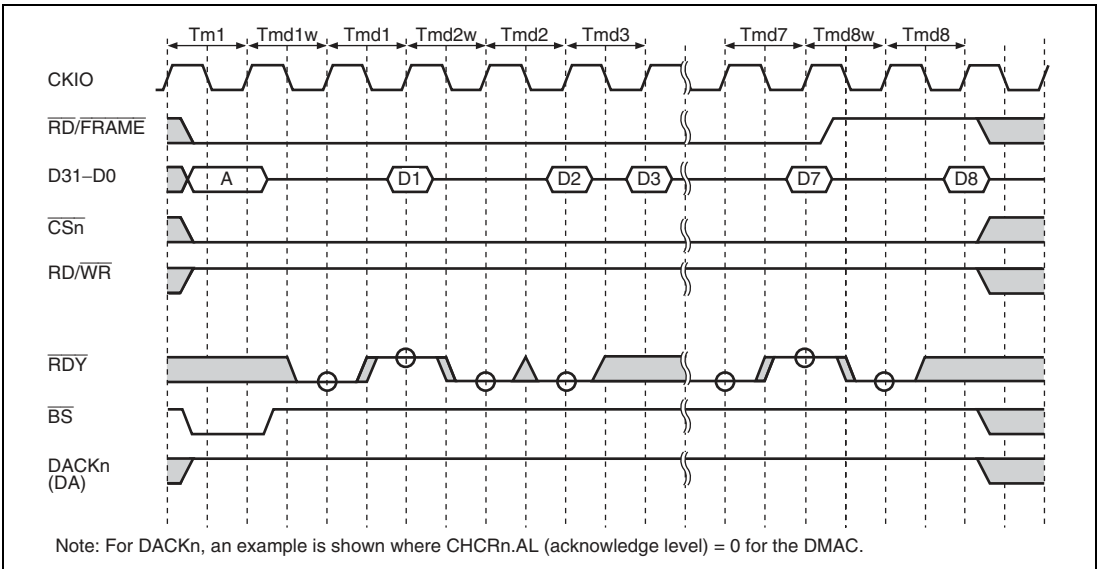 Tm1 Tmd1w Tmd1 Tmd2w Tmd2 Tmd3 Tmd7 Tmd8w Tmd8
CKIO
RD/FRAME
D31–D0 A D1 D2 D3 D7 D8
CSn
RD/WR
RDY
BS
DACKn
(DA)
Note: For DACKn, an example is shown where CHCRn.AL (acknowledge level) = 0 for the DMAC.